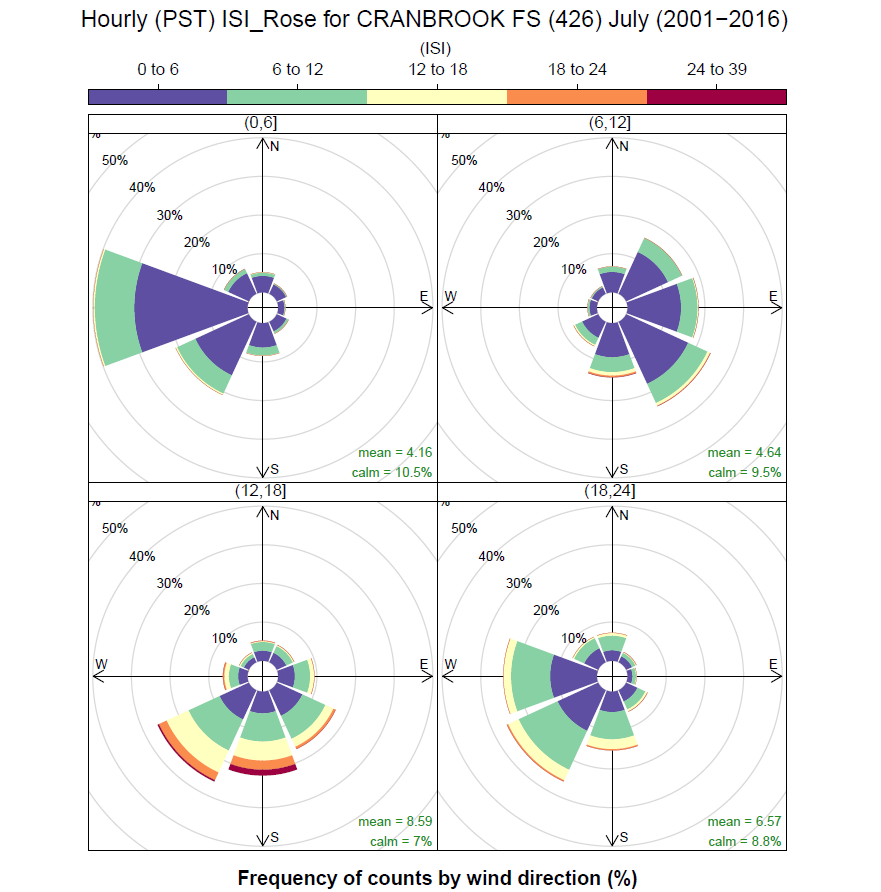 Hourly (PST) ISI_Rose for CRANBROOK FS (426) July (2001−2016)
(ISI)
0 to 6 6 to 12 12 to 18 18 to 24 24 to 39
(0,6] (6,12]
% N % N
50% 50%
40% 40%
30% 30%
20% 20%
10% 10%
E W E
mean = 4.16 mean = 4.64
S calm = 10.5% S calm = 9.5%
(12,18] (18,24]
% N % N
50% 50%
40% 40%
30% 30%
20% 20%
10% 10%
W E W E
mean = 8.59 mean = 6.57
S calm = 7% S calm = 8.8%
Frequency of counts by wind direction (%)